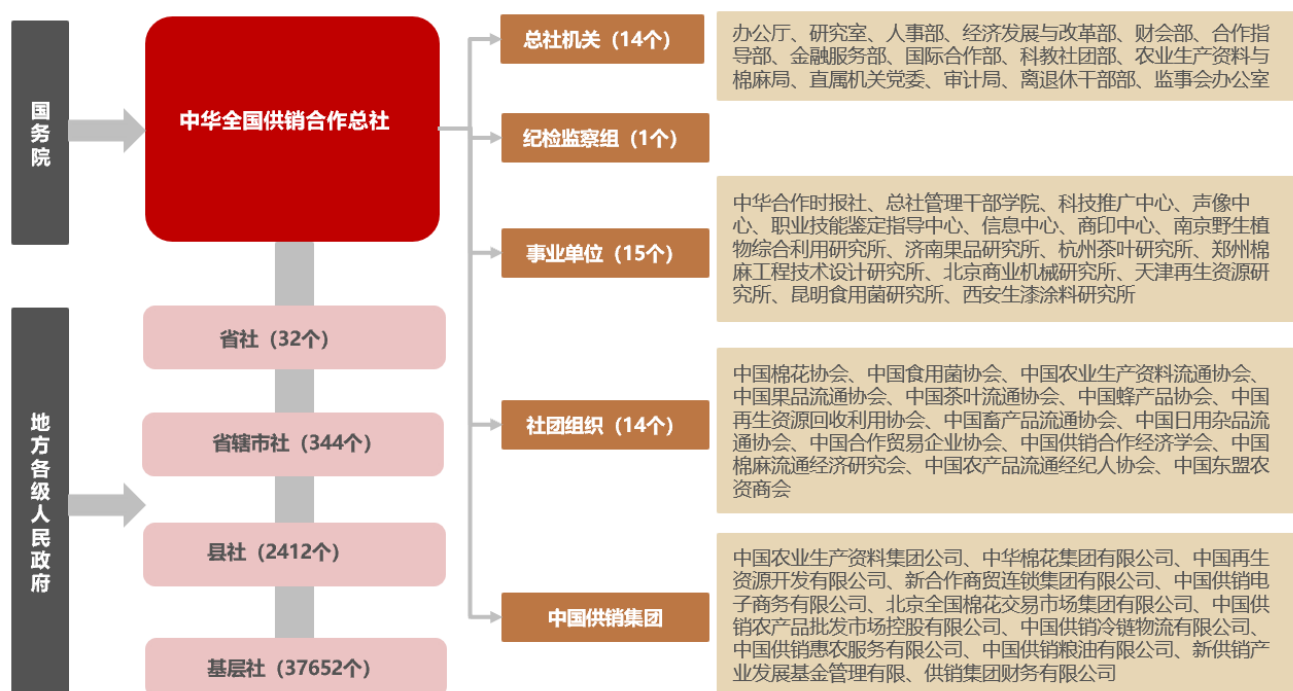 国务院
中华全国供销合作总社
地方各级人民政府
省社（32个）
省辖市社（344个）
县社（2412个）
基层社（37652个）
总社机关（14个）
办公厅、研究室、人事部、经济发展与改革部、财会部、合作指
导部、金融服务部、国际合作部、科教社团部、农业生产资料与
棉麻局、直属机关党委、审计局、离退休干部部、监事会办公室
纪检监察组（1个）
事业单位（15个）
中华合作时报社、总社管理干部学院、科技推广中心、声像中
心、职业技能鉴定指导中心、信息中心、商印中心、南京野生植
物综合利用研究所、济南果品研究所、杭州茶叶研究所、郑州棉
麻工程技术设计研究所、北京商业机械研究所、天津再生资源研
究所、昆明食用菌研究所、西安生漆涂料研究所
社团组织（14个）
中国棉花协会、中国食用菌协会、中国农业生产资料流通协会、
中国果品流通协会、中国茶叶流通协会、中国蜂产品协会、中国
再生资源回收利用协会、中国畜产品流通协会、中国日用杂品流
通协会、中国合作贸易企业协会、中国供销合作经济学会、中国
棉麻流通经济研究会、中国农产品流通经纪人协会、中国东盟农
资商会
中国供销集团
中国农业生产资料集团公司、中华棉花集团有限公司、中国再生
资源开发有限公司、新合作商贸连锁集团有限公司、中国供销电
子商务有限公司、北京全国棉花交易市场集团有限公司、中国供
销农产品批发市场控股有限公司、中国供销冷链物流有限公司、
中国供销惠农服务有限公司、中国供销粮油有限公司、新供销产
业发展基金管理有限、供销集团财务有限公司